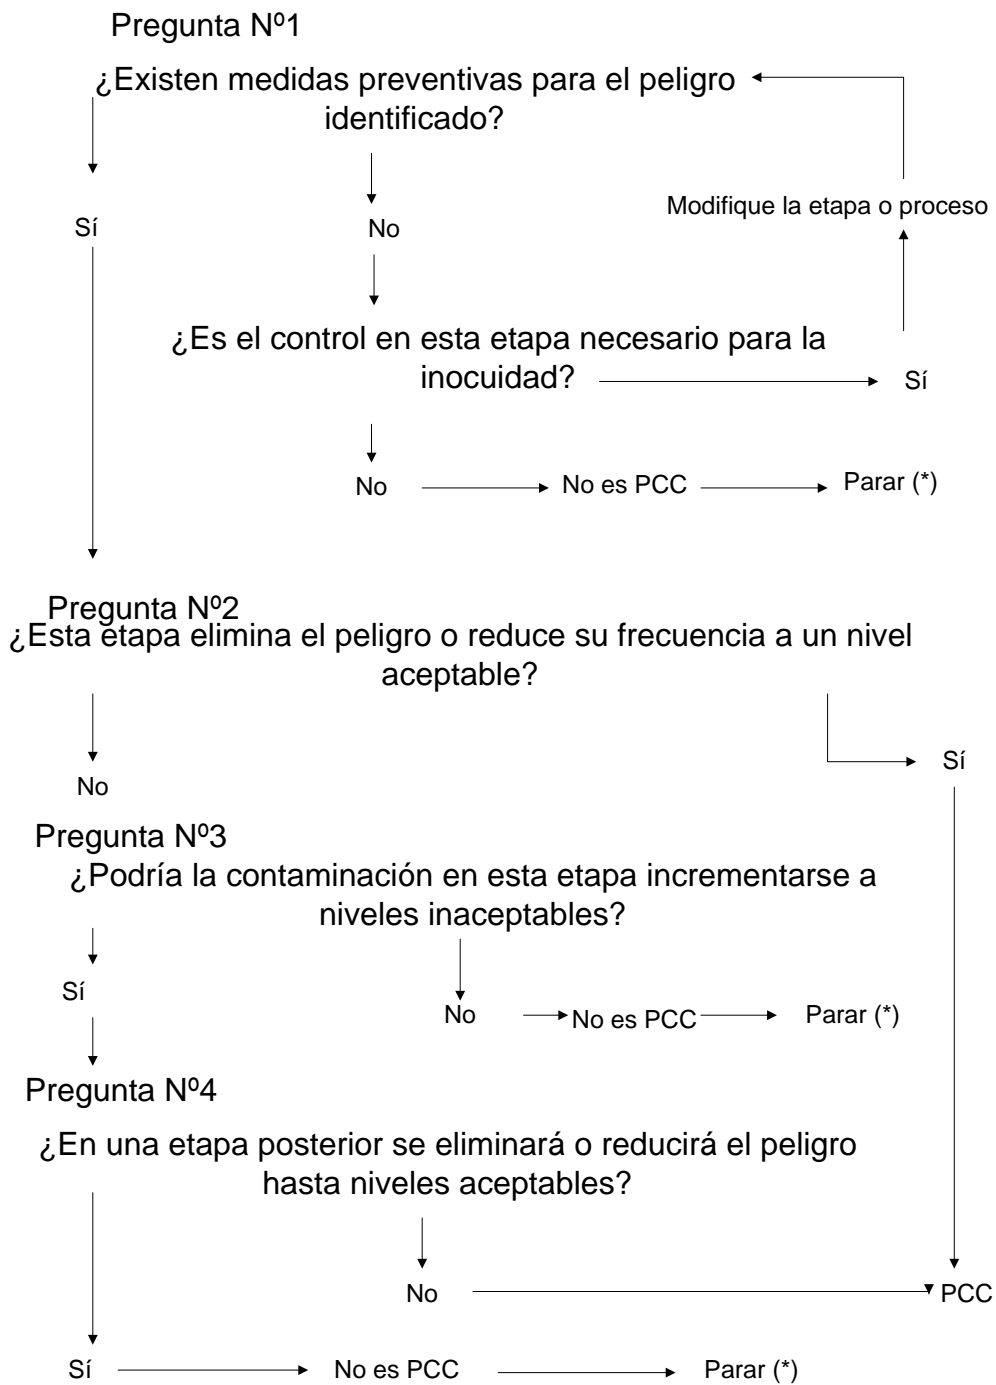 Pregunta Nº1
¿Existen medidas preventivas para el peligro
identificado?
Modifique la etapa o proceso
Sí
No
¿Es el control en esta etapa necesario para la
inocuidad?
Sí
No
No es PCC
Parar (*)
Pregunta Nº2
¿Esta etapa elimina el peligro o reduce su frecuencia a un nivel
aceptable?
Sí
No
Pregunta Nº3
¿Podría la contaminación en esta etapa incrementarse a
niveles inaceptables?
Sí
No
No es PCC
Parar (*)
Pregunta Nº4
¿En una etapa posterior se eliminará o reducirá el peligro
hasta niveles aceptables?
No
PCC
Sí
No es PCC
Parar (*)